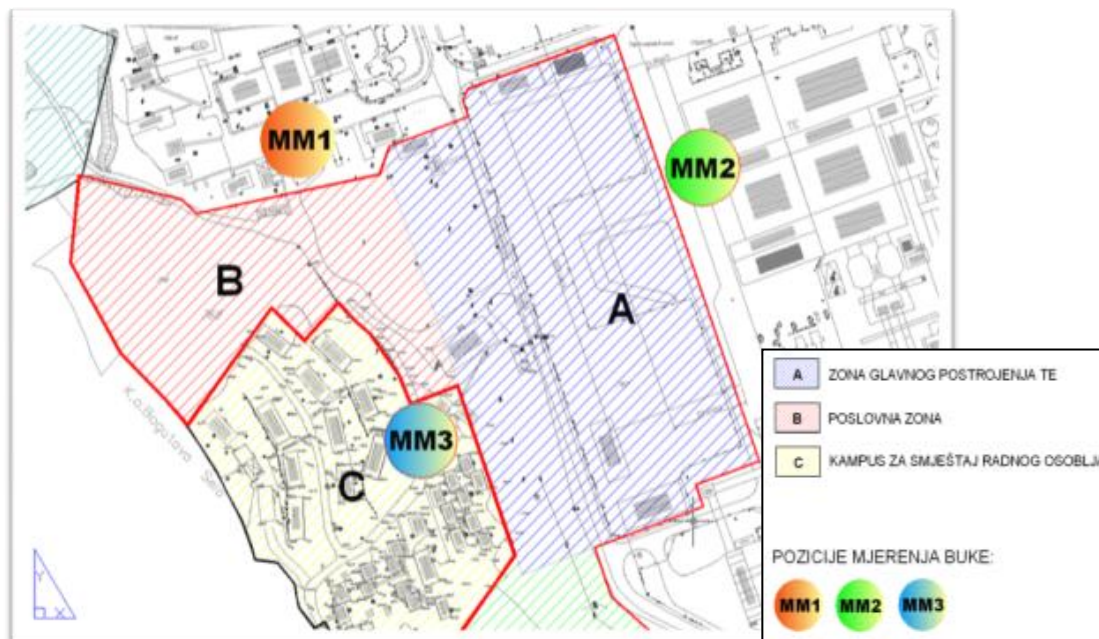 MM1
MM2
B
A
MM3
C
A ZONA GLAVNOG POSTROJENJA TE
B POSLOVNA ZONA
C KAMPUS ZA SMJEŠTAJ RADNOG OSOBLJA
POZICIJE MJERENJA BUKE:
MM1 MM2 MM3
Y
X